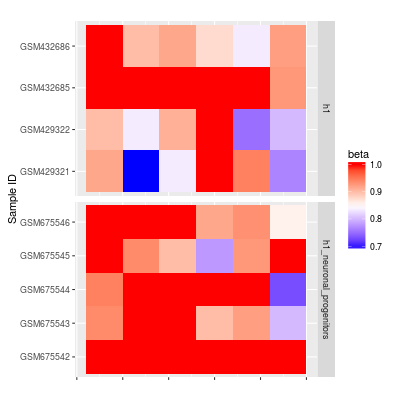 GSM432686
GSM432685
GSM429322
GSM429321
h1
GSM675546
GSM675545
GSM675544
GSM675543
GSM675542
h1_neuronal_progenitors
Sample ID
beta
1.0
0.9
0.8
0.7